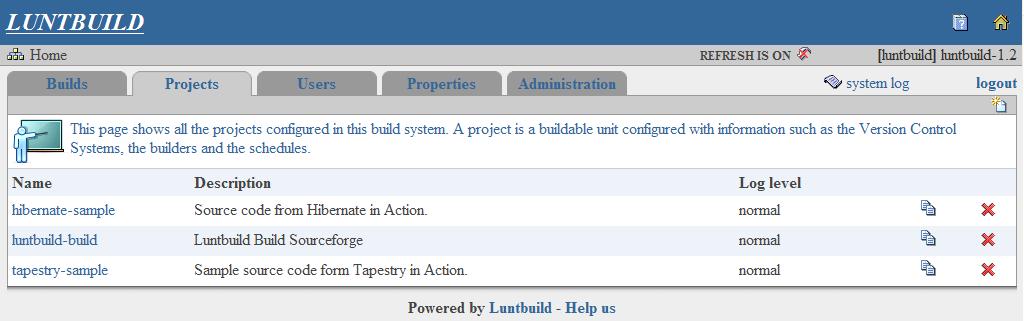 LUNTBUILD
Home REFRESH IS ON [luntbuild] luntbuild-1.2
Builds Projects Users Properties Administration system log logout
This page shows all the projects configured in this build system. A project is a buildable unit configured with information such as the Version Control
Systems, the builders and the schedules.
Name Description Log level
hibernate-sample Source code from Hibernate in Action. normal
luntbuild-build Luntbuild Build Sourceforge normal
tapestry-sample Sample source code form Tapestry in Action. normal
Powered by Luntbuild - Help us